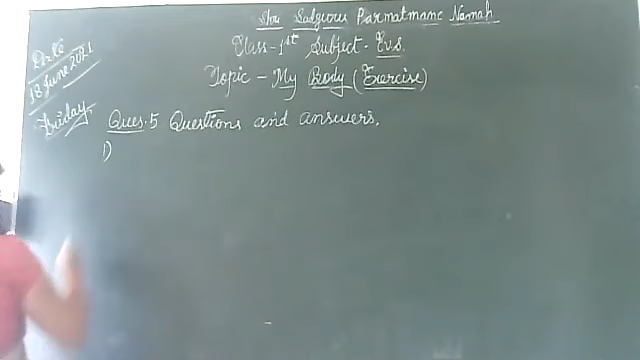 Shri Sadguru Parmatmane Namah
Class - 1st Subject - E.v.s.
Topic - My Body (Exercise)
Date
18 June 2021
Friday
Ques. 5 Questions and answers.
1)